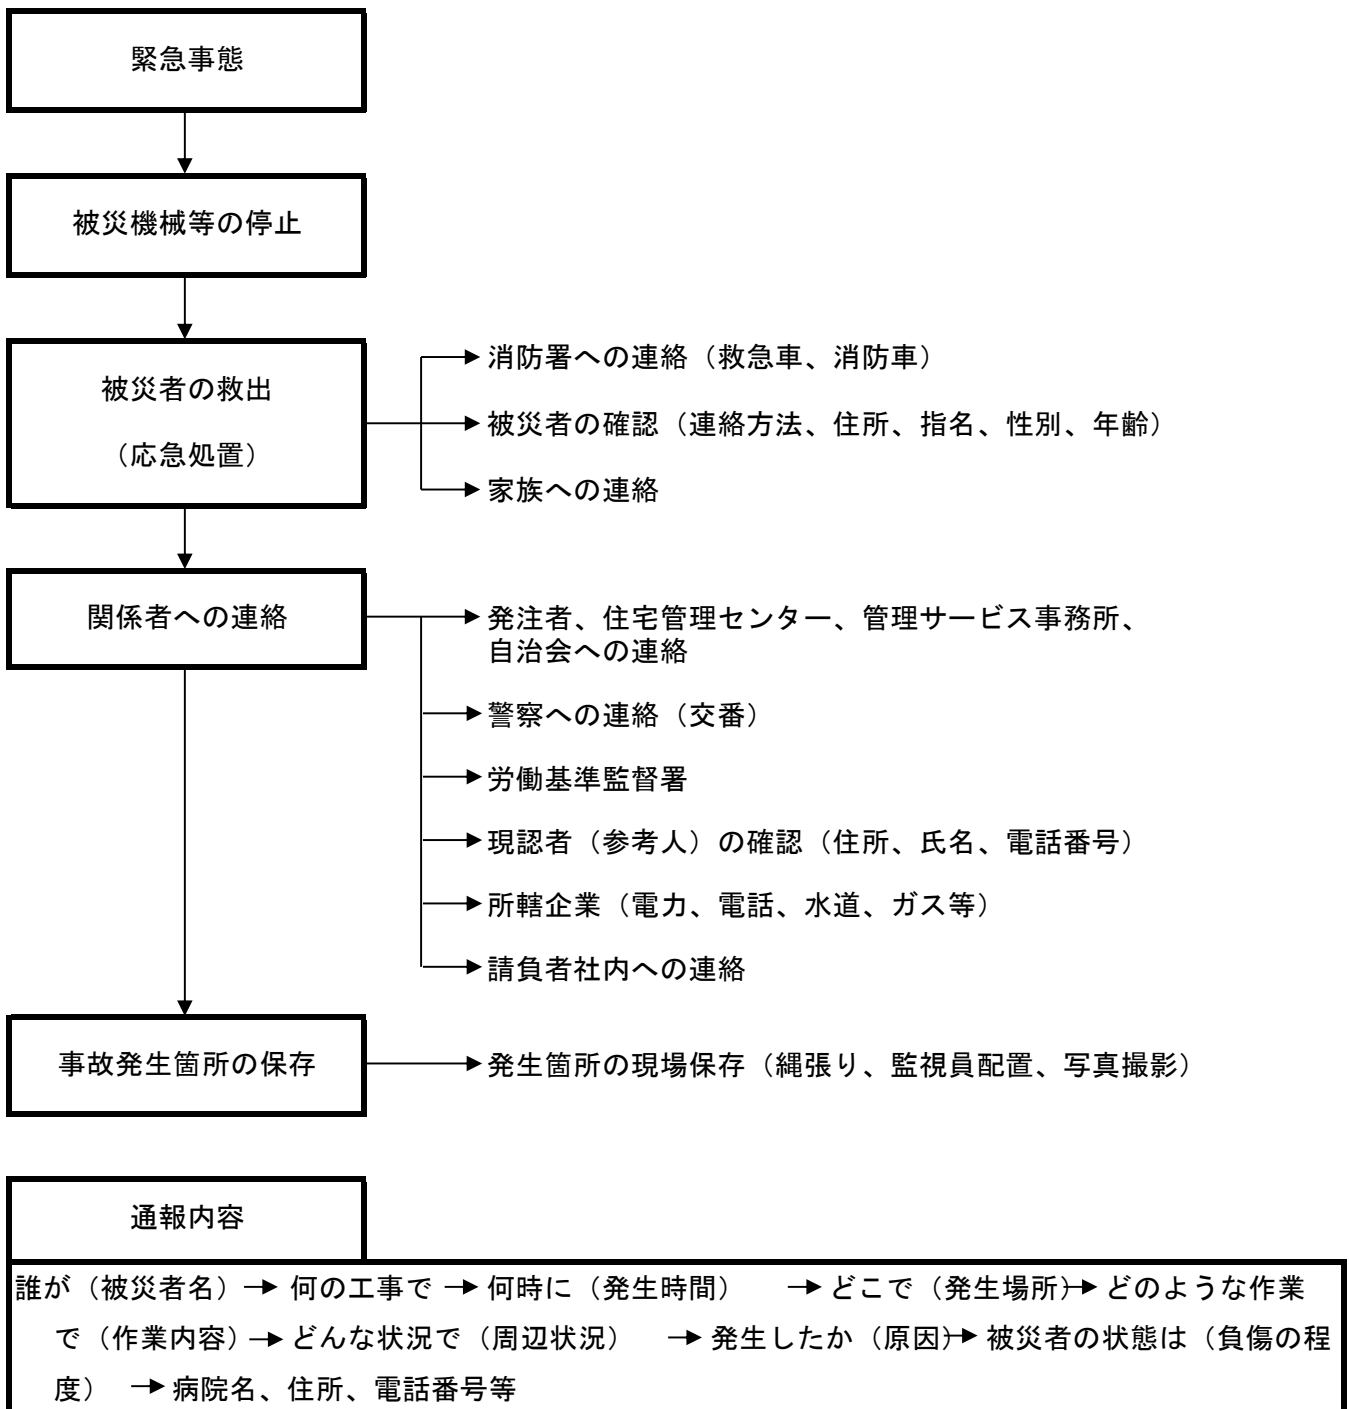 緊急事態
被災機械等の停止
被災者の救出
（応急処置）
消防署への連絡（救急車、消防車）
被災者の確認（連絡方法、住所、指名、性別、年齢）
家族への連絡
関係者への連絡
発注者、住宅管理センター、管理サービス事務所、
自治会への連絡
警察への連絡（交番）
労働基準監督署
現認者（参考人）の確認（住所、氏名、電話番号）
所轄企業（電力、電話、水道、ガス等）
請負者社内への連絡
事故発生箇所の保存
発生箇所の現場保存（縄張り、監視員配置、写真撮影）
通報内容
誰が（被災者名）→ 何の工事で → 何時に（発生時間） → どこで（発生場所）→ どのような作業
で（作業内容）→ どんな状況で（周辺状況） → 発生したか（原因）→ 被災者の状態は（負傷の程
度） → 病院名、住所、電話番号等